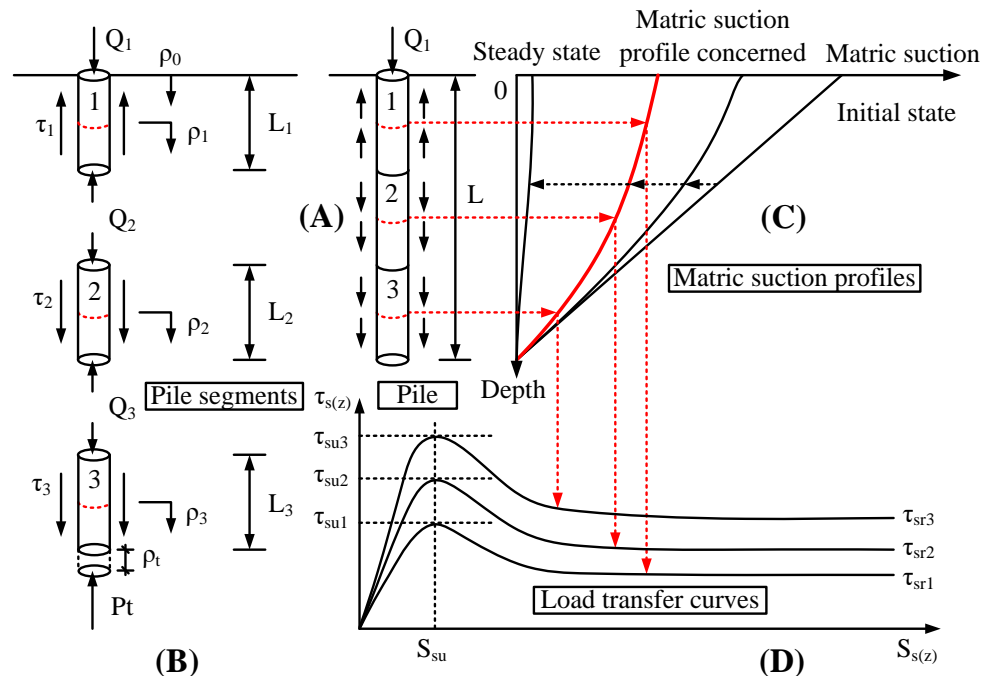 Q1
ρ0
1
τ1
ρ1
L1
Q2
2
τ2
ρ2
L2
Pile segments
Q3
3
τ3
ρ3
L3
ρt
Pt
(B)
Q1
1
2
3
L
(A)
Pile
Steady state
Matric suction
profile concerned
Matric suction
0
Initial state
(C)
Matric suction profiles
Depth
τs(z)
τsu3
τsu2
τsu1
τsr3
τsr2
τsr1
Load transfer curves
Ssu
(D)
Ss(z)